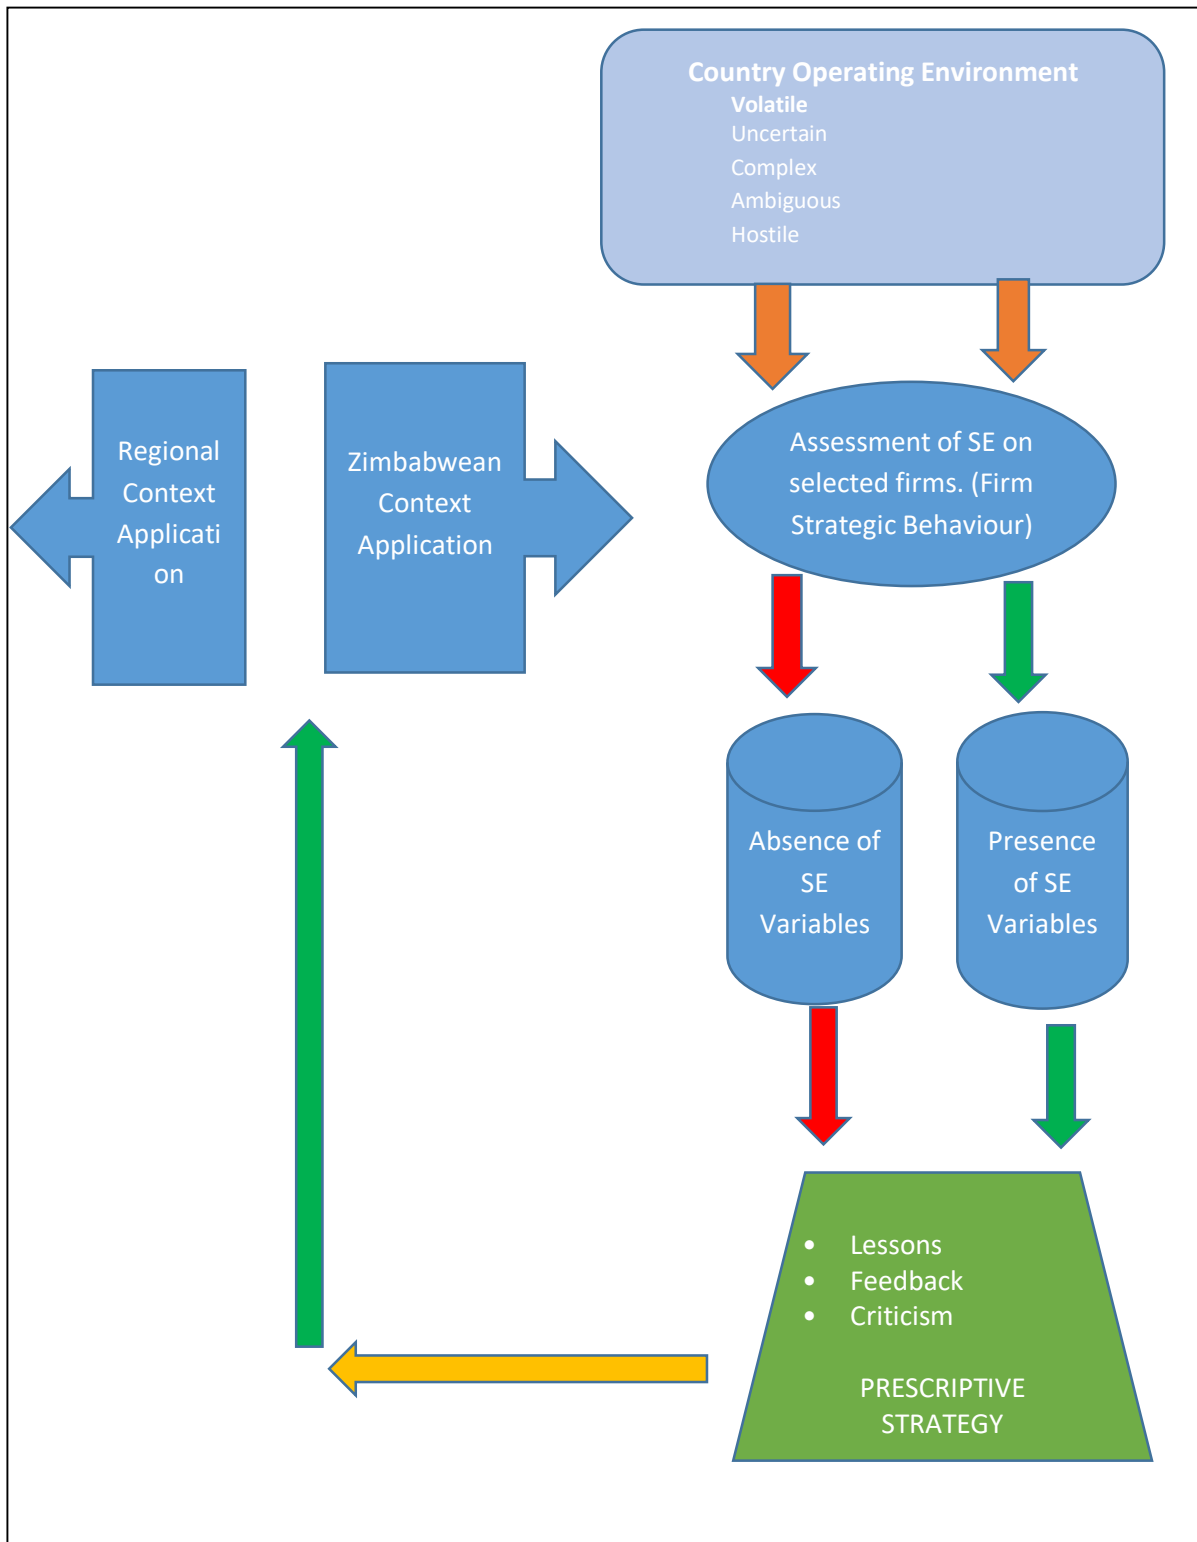 Country Operating Environment
Volatile
Uncertain
Complex
Ambiguous
Hostile
Regional
Context
Applicati
on
Zimbabwean
Context
Application
Assessment of SE on
selected firms. (Firm
Strategic Behaviour)
Absence of
SE
Variables
Presence
of SE
Variables
• Lessons
• Feedback
• Criticism
PRESCRIPTIVE
STRATEGY